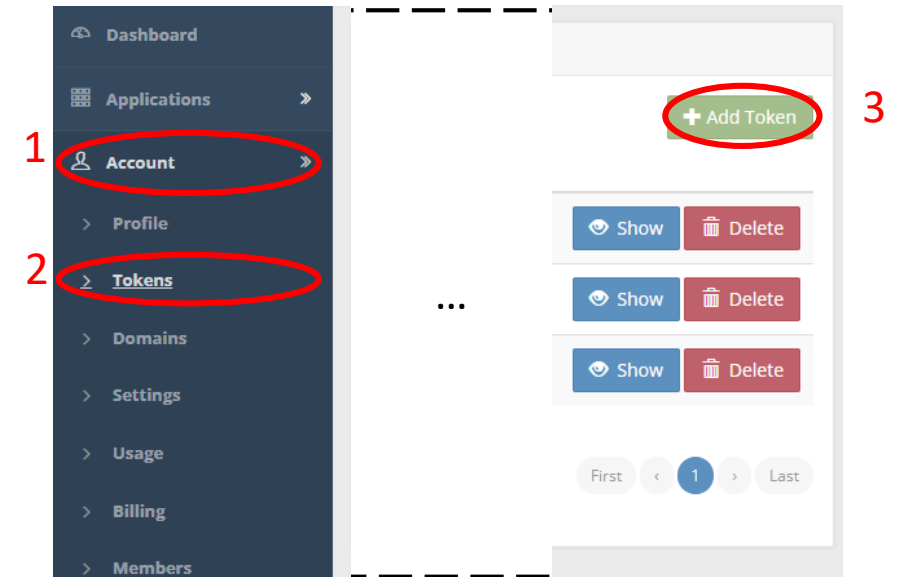 Dashboard
Applications
1
Account
Profile
2
Tokens
Domains
Settings
Usage
Billing
Members
...
Add Token
3
Show
Delete
Show
Delete
Show
Delete
First ‹ 1 › Last